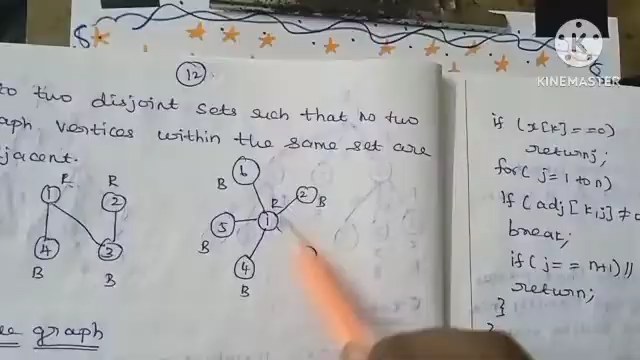 12
to two disjoint sets such that no two
aph vertices within the same set are
jacent.
R R
1 2
4 3
B B
6
B
R 2 B
5 1
B
4
B
ee graph
if (x[k]==0)
return;
for( j=1 to n)
if (adj[k,j] ≠ 0
break;
if (j== n+1) //
return;
}
KINEMASTER